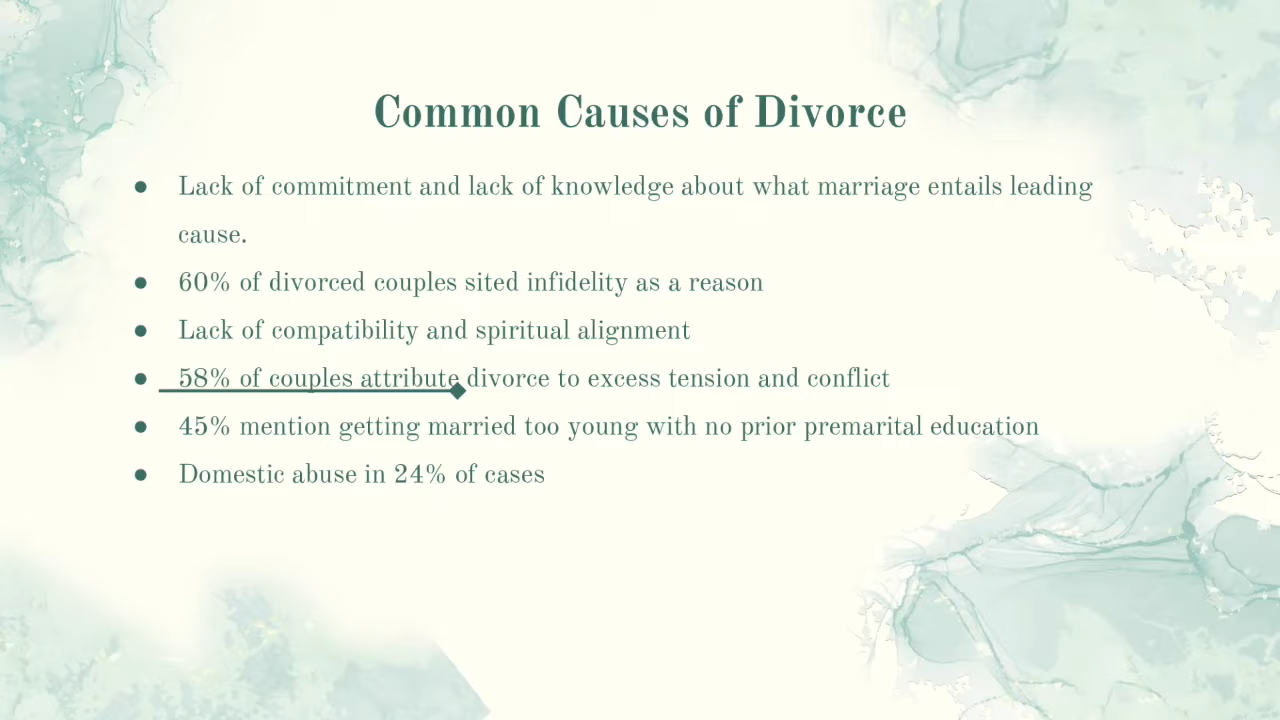 Common Causes of Divorce
● Lack of commitment and lack of knowledge about what marriage entails leading
cause.
● 60% of divorced couples sited infidelity as a reason
● Lack of compatibility and spiritual alignment
● 58% of couples attribute divorce to excess tension and conflict
● 45% mention getting married too young with no prior premarital education
● Domestic abuse in 24% of cases